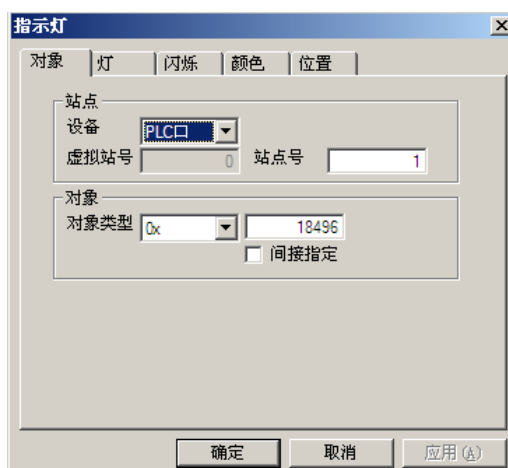 指示灯
对象 灯 闪烁 颜色 位置
站点
设备 PLC口
虚拟站号 0 站点号 1
对象
对象类型 0x 18496
间接指定
确定 取消 应用(A)